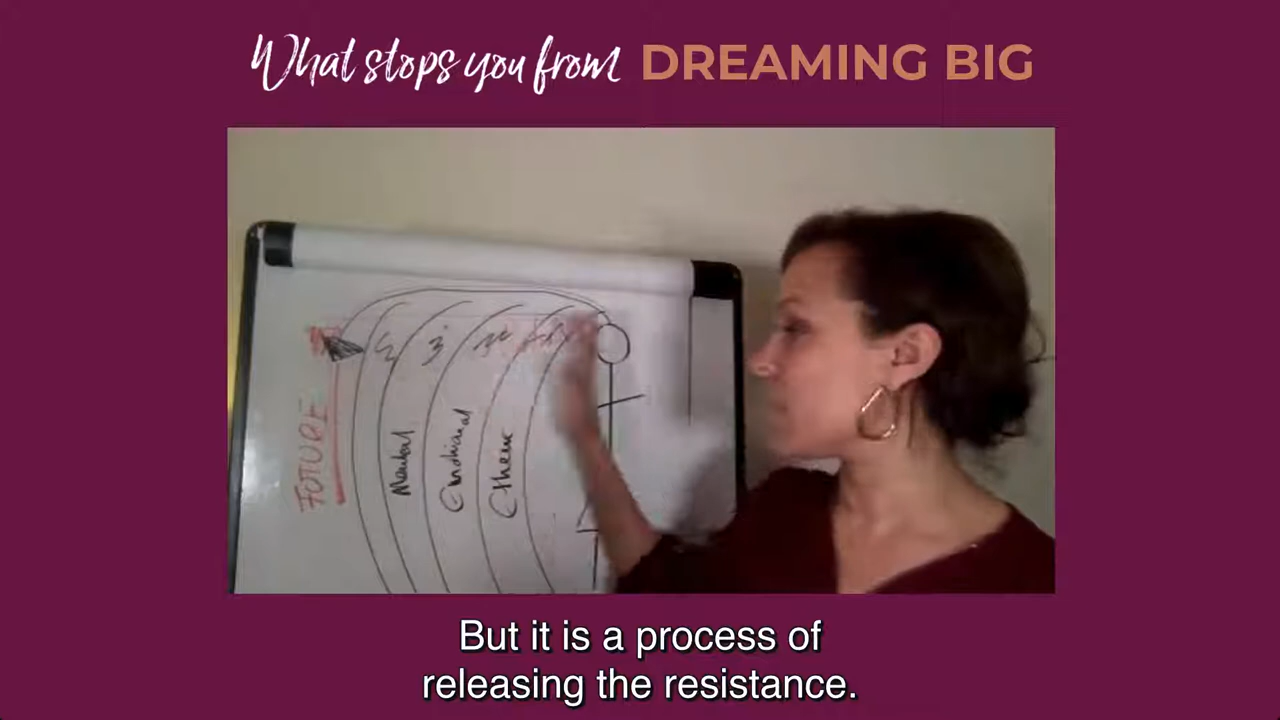 What stops you from DREAMING BIG
FUTURE
Mental
Emotional
Etheric
But it is a process of
releasing the resistance.